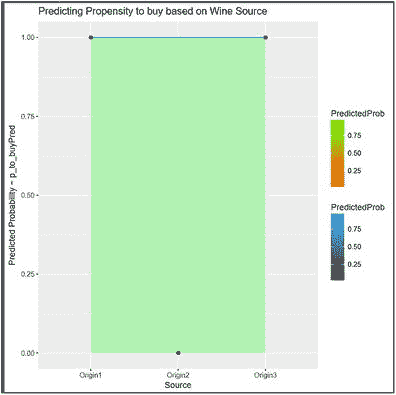 Predicting Propensity to buy based on Wine Source
Predicted Probability - p_to_buyPred
1.00
0.75
0.50
0.25
0.00
Origin1 Origin2 Origin3
Source
PredictedProb
0.75
0.50
0.25
PredictedProb
0.75
0.50
0.25